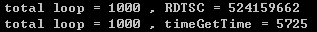 total loop = 1000 , RDTSC = 524159662
total loop = 1000 , timeGetTime = 5725